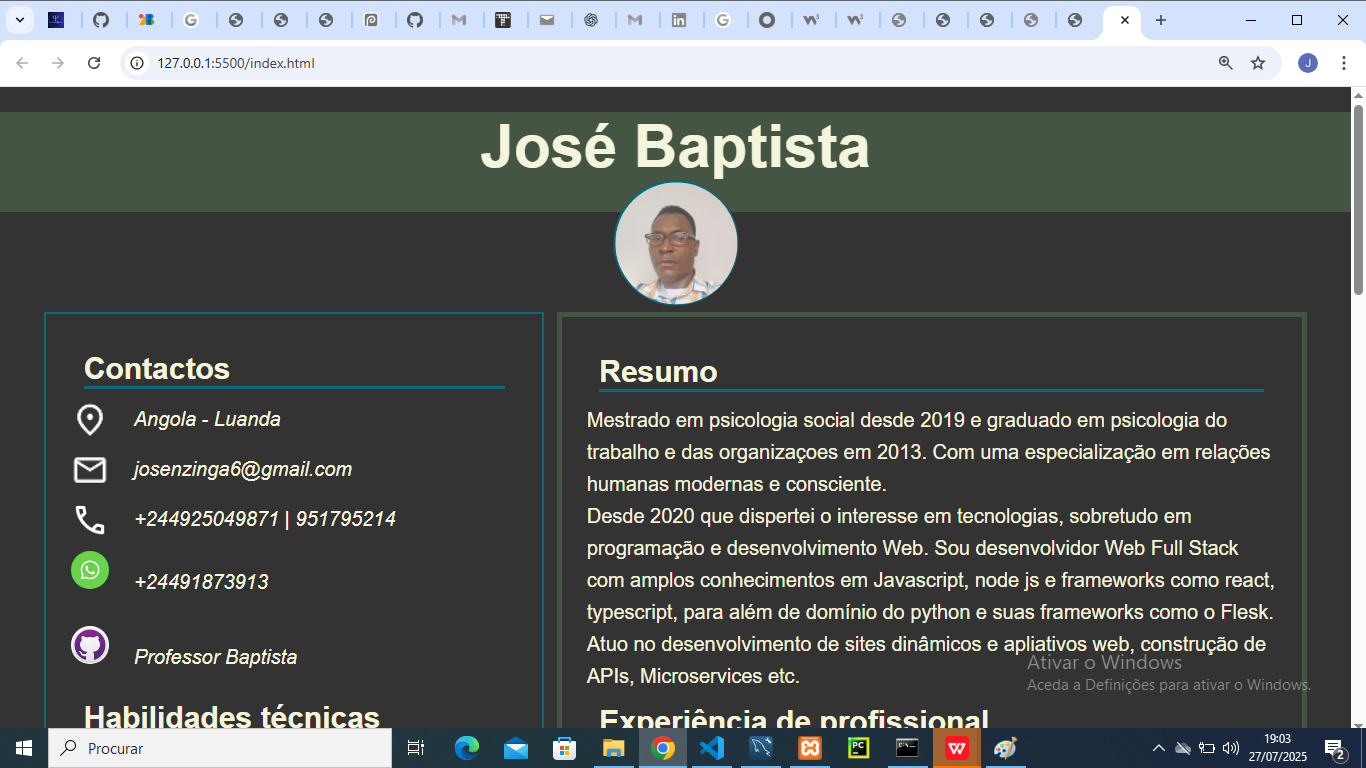 127.0.0.1:5500/index.html
J
José Baptista
Contactos
Angola - Luanda
josenzinga6@gmail.com
+244925049871 | 951795214
+24491873913
Professor Baptista
Habilidades técnicas
Resumo
Mestrado em psicologia social desde 2019 e graduado em psicologia do
trabalho e das organizaçoes em 2013. Com uma especialização em relações
humanas modernas e consciente.
Desde 2020 que dispertei o interesse em tecnologias, sobretudo em
programação e desenvolvimento Web. Sou desenvolvidor Web Full Stack
com amplos conhecimentos em Javascript, node js e frameworks como react,
typescript, para além de domínio do python e suas frameworks como o Flesk.
Atuo no desenvolvimento de sites dinâmicos e apliativos web, construção de
APIs, Microservices etc.
Experiência de profissional
Ativar o Windows
Aceda a Definições para ativar o Windows.
Procurar
19:03
27/07/2025
2